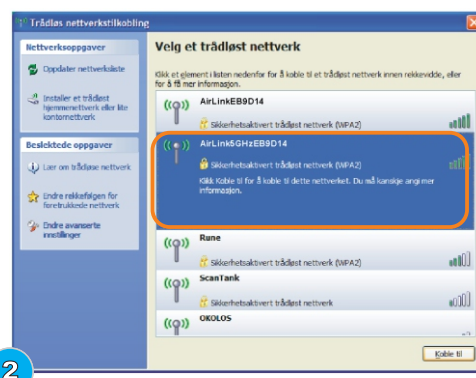 Trådløs nettverkstilkobling
Nettverksoppgaver
Oppdater nettverksliste
Installer et trådløst
hjemmenettverk eller lite
kontornettverk
Beslektede oppgaver
Lær om trådløse nettverk
Endre rekkefølgen for
foretrukkede nettverk
Endre avanserte
innstillinger
Velg et trådløst nettverk
Klikk et element i listen nedenfor for å koble til et trådløst nettverk innen rekkevidde, eller
for å få mer informasjon.
AirLinkEB9D14
Sikkerhetsaktivert trådløst nettverk (WPA2)
AirLink5GHzEB9D14
Sikkerhetsaktivert trådløst nettverk (WPA2)
Klikk Koble til for å koble til dette nettverket. Du må kanskje angi mer
informasjon.
Rune
Sikkerhetsaktivert trådløst nettverk (WPA2)
ScanTank
Sikkerhetsaktivert trådløst nettverk
OKOLOS
Koble til
2